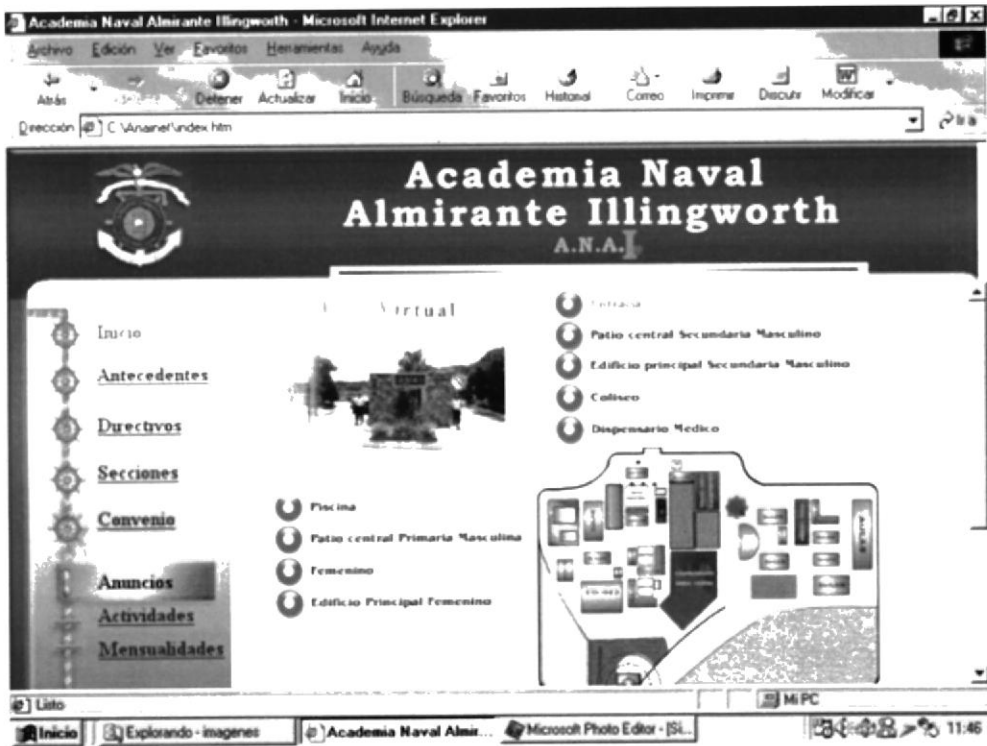 Academia Naval Almirante Illingworth - Microsoft Internet Explorer
Archivo Edición Ver Favoritos Herramientas Ayuda
Atrás Detener Actualizar Inicio Búsqueda Favoritos Historial Correo Imprimir Discutir Modificar
Dirección C:\Anainet\index.htm Ir a
Academia Naval
Almirante Illingworth
A.N.A.I.
Virtual
Inicio
Antecedentes
Directivos
Secciones
Convenio
Anuncios
Actividades
Mensualidades
Entrada
Patio central Secundaria Masculino
Edificio principal Secundaria Masculino
Coliseo
Dispensario Medico
Piscina
Patio central Primaria Masculina
Femenino
Edificio Principal Femenino
Listo Mi PC
Inicio Explorando - imagenes Academia Naval Almir... Microsoft Photo Editor - [Si... 11:46